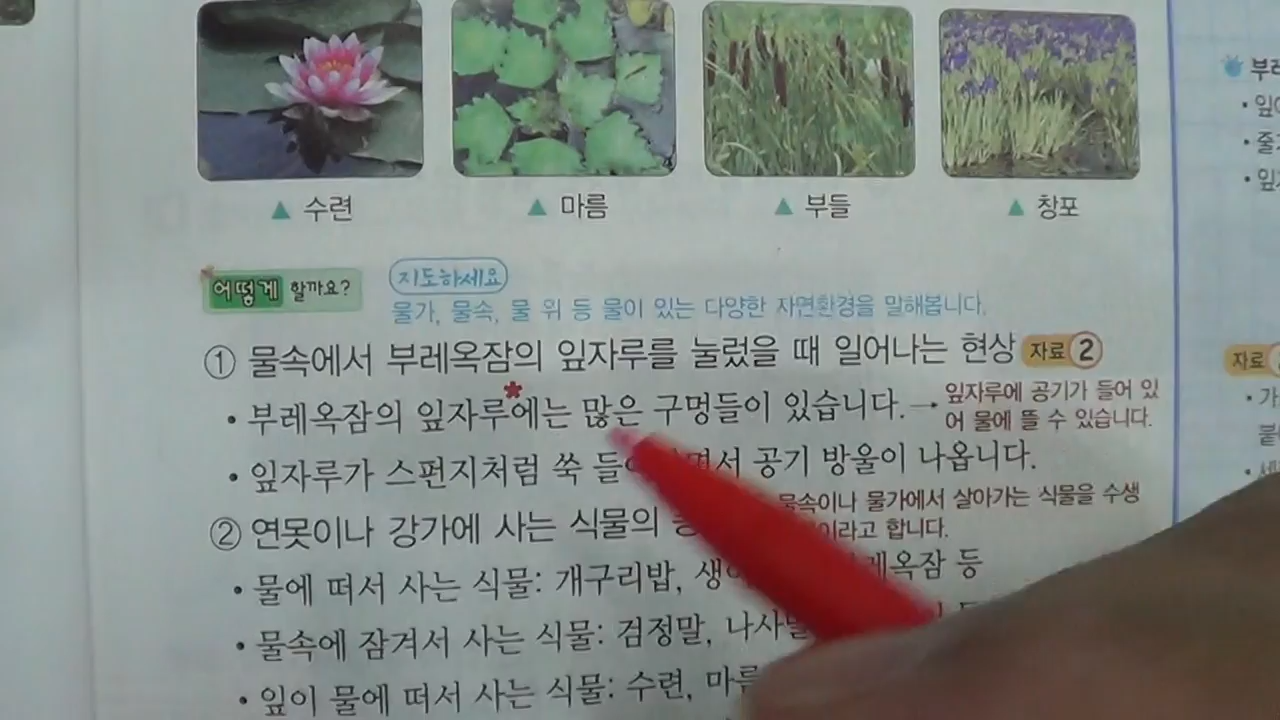 ▲ 수련
▲ 마름
▲ 부들
▲ 창포
어떻게 할까요?
지도하세요
물가, 물속, 물 위 등 물이 있는 다양한 자연환경을 말해봅니다.
① 물속에서 부레옥잠의 잎자루를 눌렀을 때 일어나는 현상 자료 2
• 부레옥잠의 잎자루에는 많은 구멍들이 있습니다. → 잎자루에 공기가 들어 있
어 물에 뜰 수 있습니다.
• 잎자루가 스펀지처럼 쑥 공기 방울이 나옵니다.
물속이나 물가에서 살아가는 식물을 수생
이라고 합니다.
② 연못이나 강가에 사는 식물의
• 물에 떠서 사는 식물: 개구리밥, 등
• 물속에 잠겨서 사는 식물: 검정말,
• 잎이 물에 떠서 사는 식물: 수련, 마름
자료